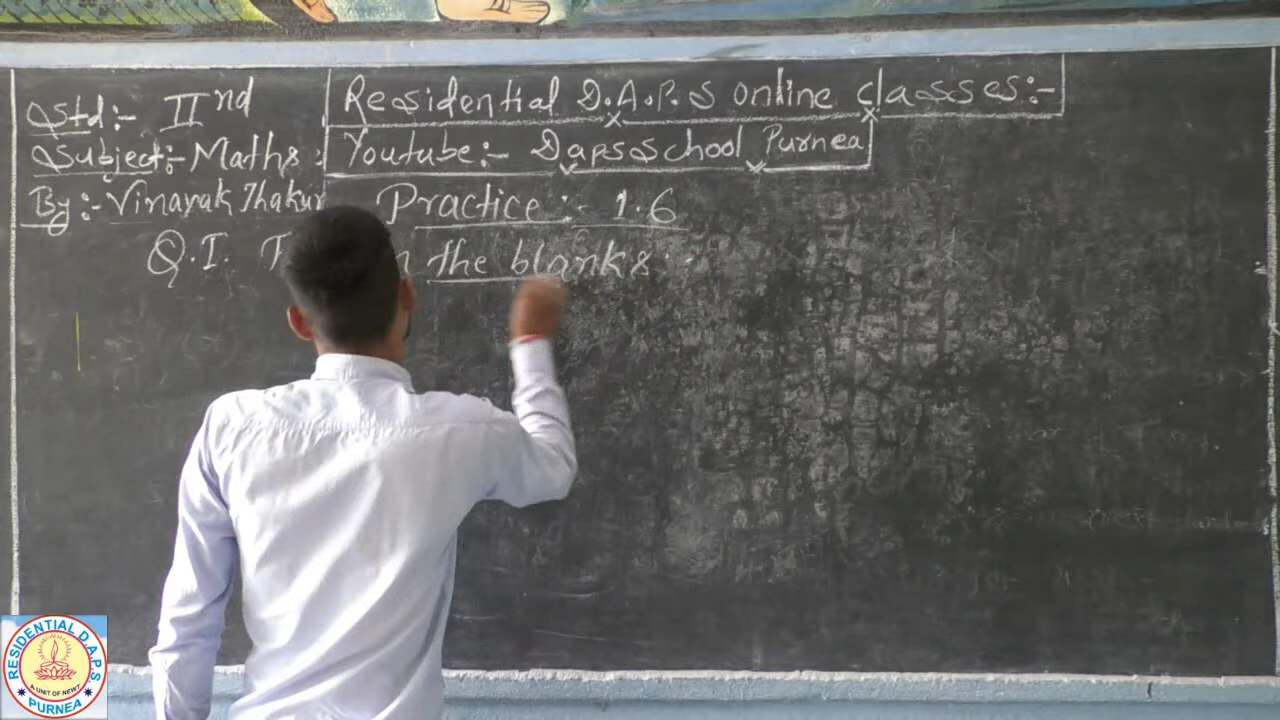 Std:- IInd
Residential D.A.P.S online classes:-
Subject:- Maths:
Youtube:- Dapsschool Purnea
By:- Vinayak Thakur
Practice:- 1.6
Q.I. the blanks.
RESIDENTIAL D.A.P.S
A UNIT OF NEWT
PURNEA